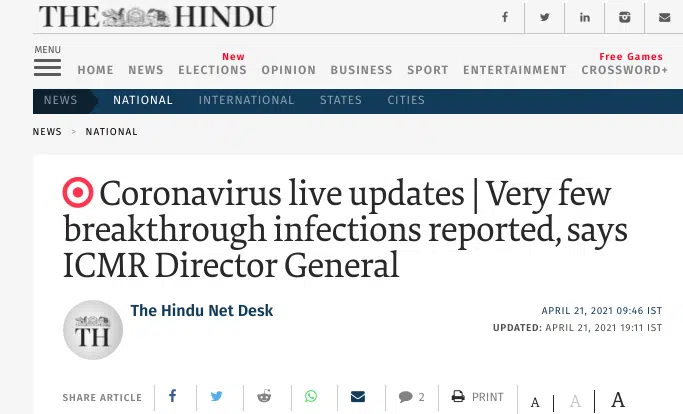 THE HINDU
MENU
New
Free Games
HOME NEWS ELECTIONS OPINION BUSINESS SPORT ENTERTAINMENT CROSSWORD+
NEWS NATIONAL INTERNATIONAL STATES CITIES
NEWS > NATIONAL
Coronavirus live updates | Very few
breakthrough infections reported, says
ICMR Director General
The Hindu Net Desk
TH
APRIL 21, 2021 09:46 IST
UPDATED: APRIL 21, 2021 19:11 IST
SHARE ARTICLE 2 PRINT A A A